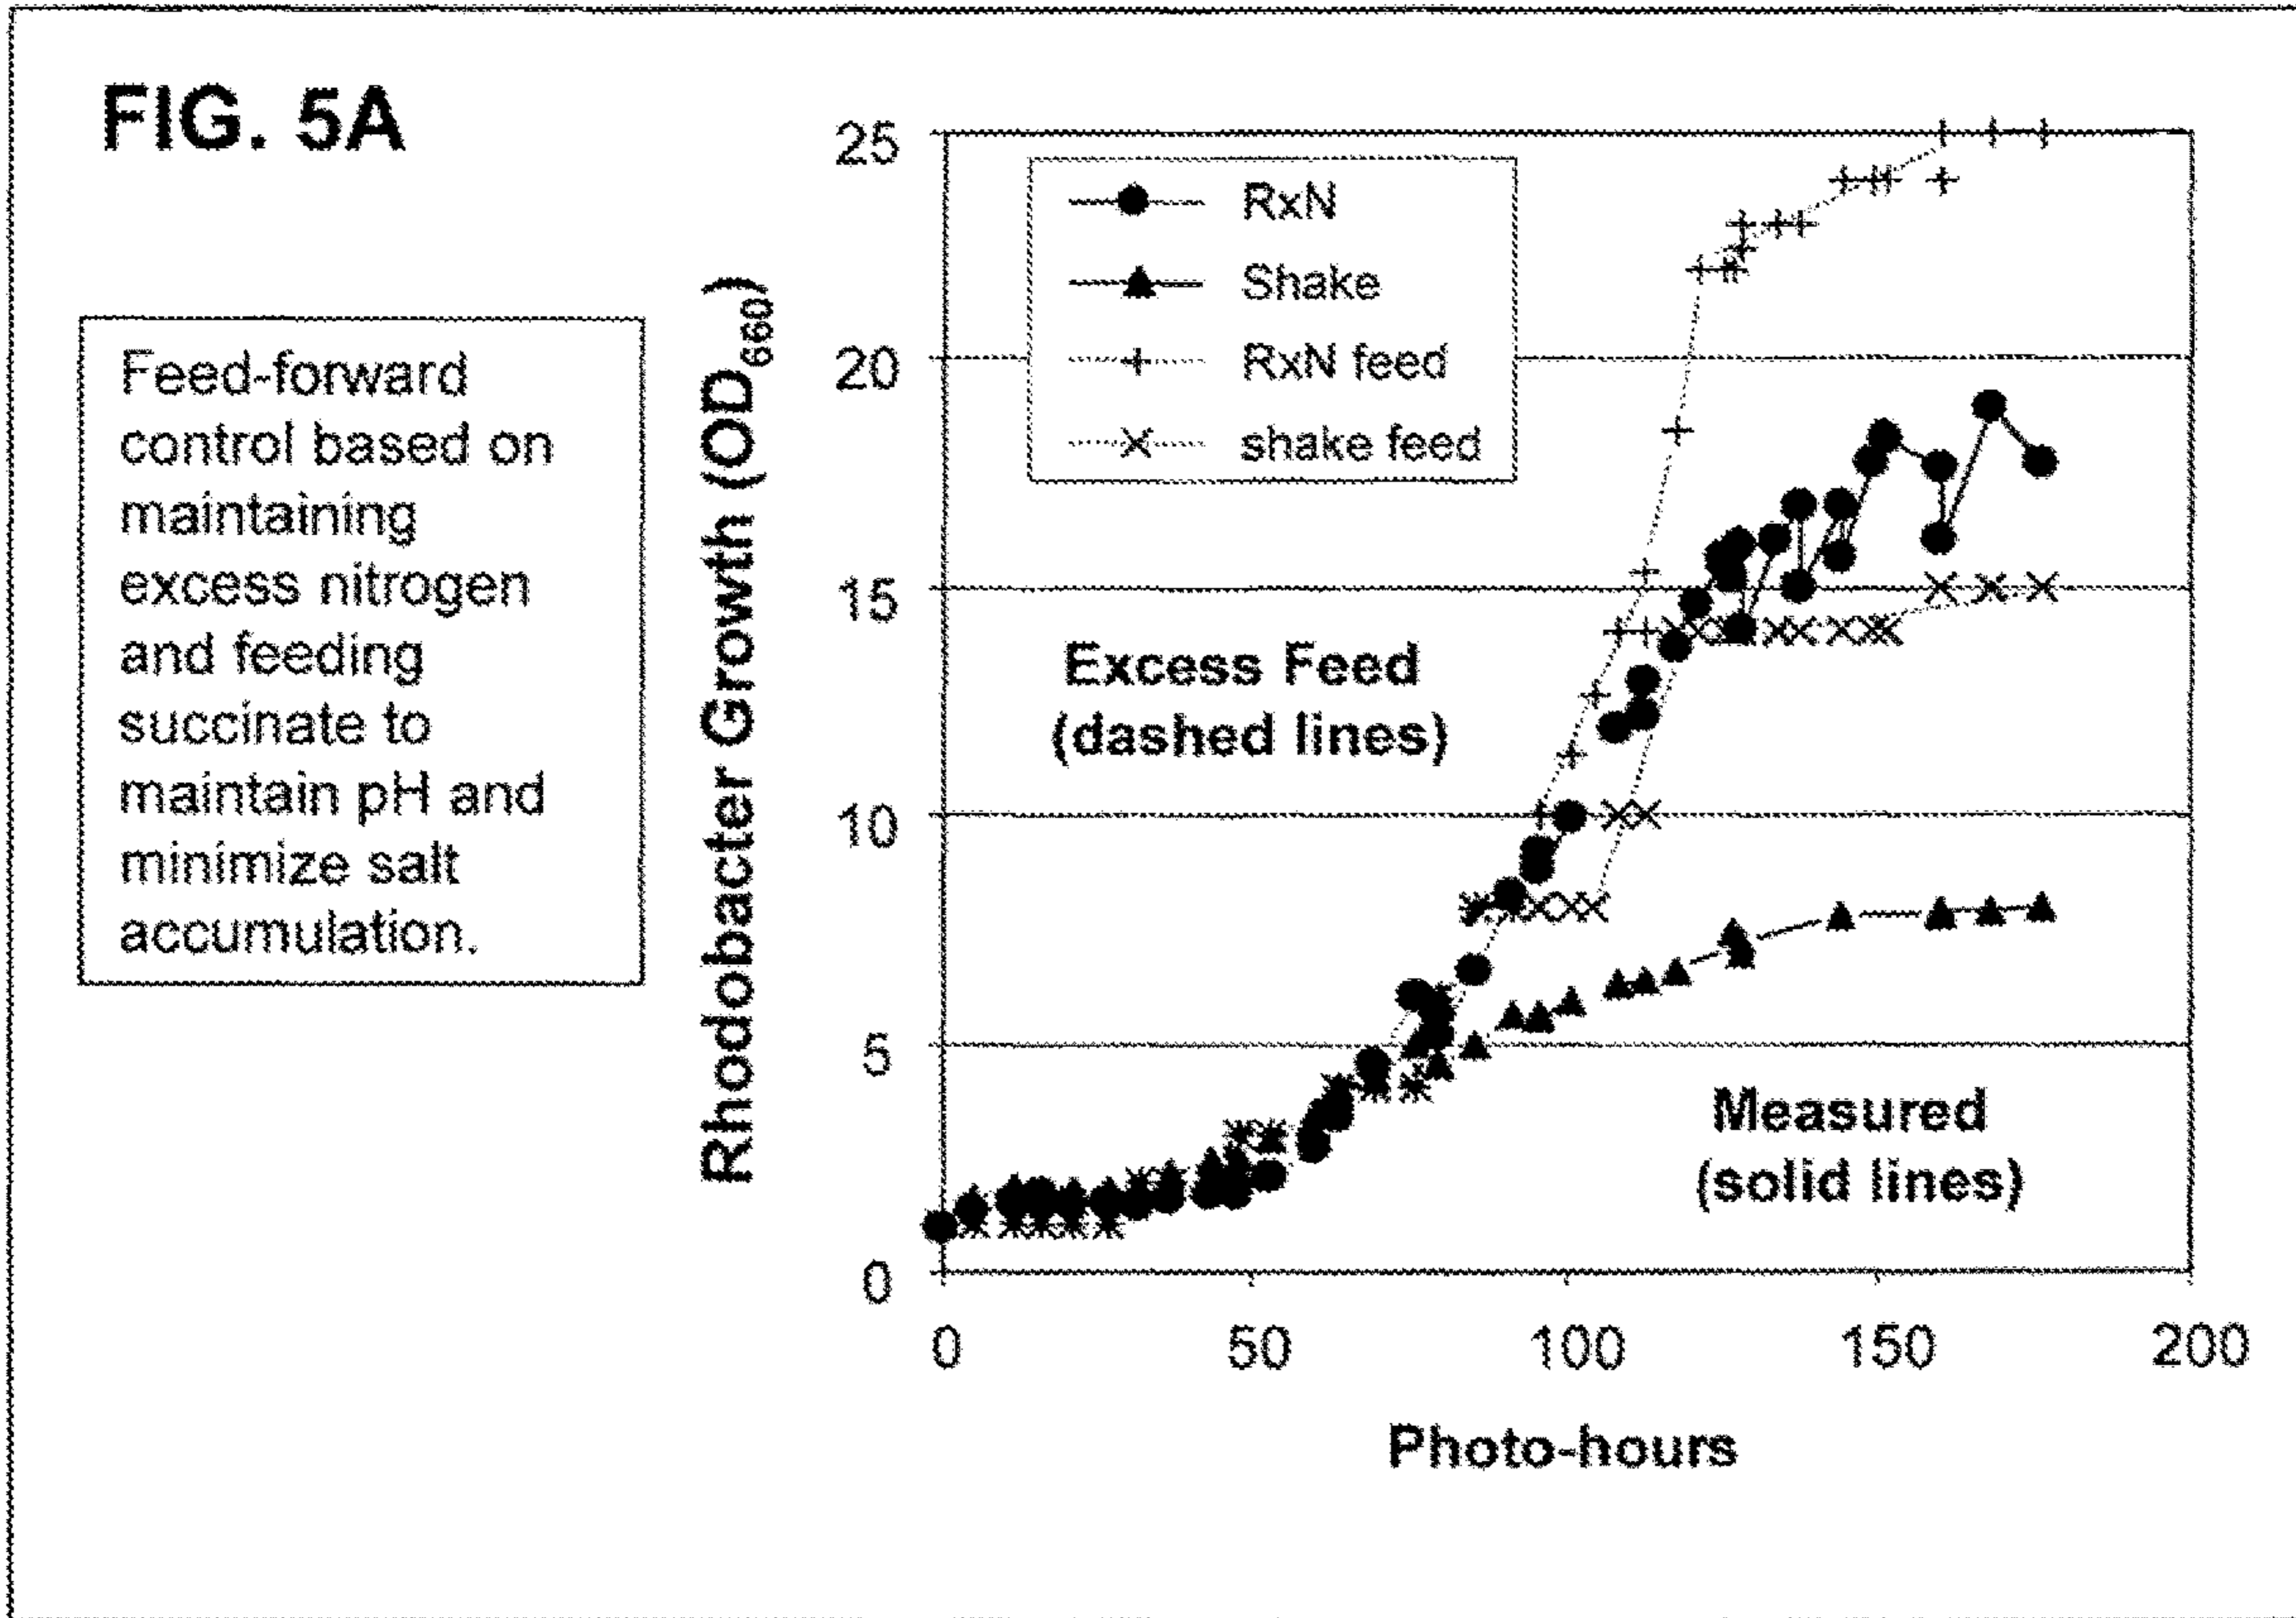 FIG. 5A
Feed-forward
control based on
maintaining
excess nitrogen
and feeding
succinate to
maintain pH and
minimize salt
accumulation.
Rhodobacter Growth (OD660)
25
20
15
10
5
0
RxN
Shake
RxN feed
shake feed
Excess Feed
(dashed lines)
Measured
(solid lines)
0 50 100 150 200
Photo-hours